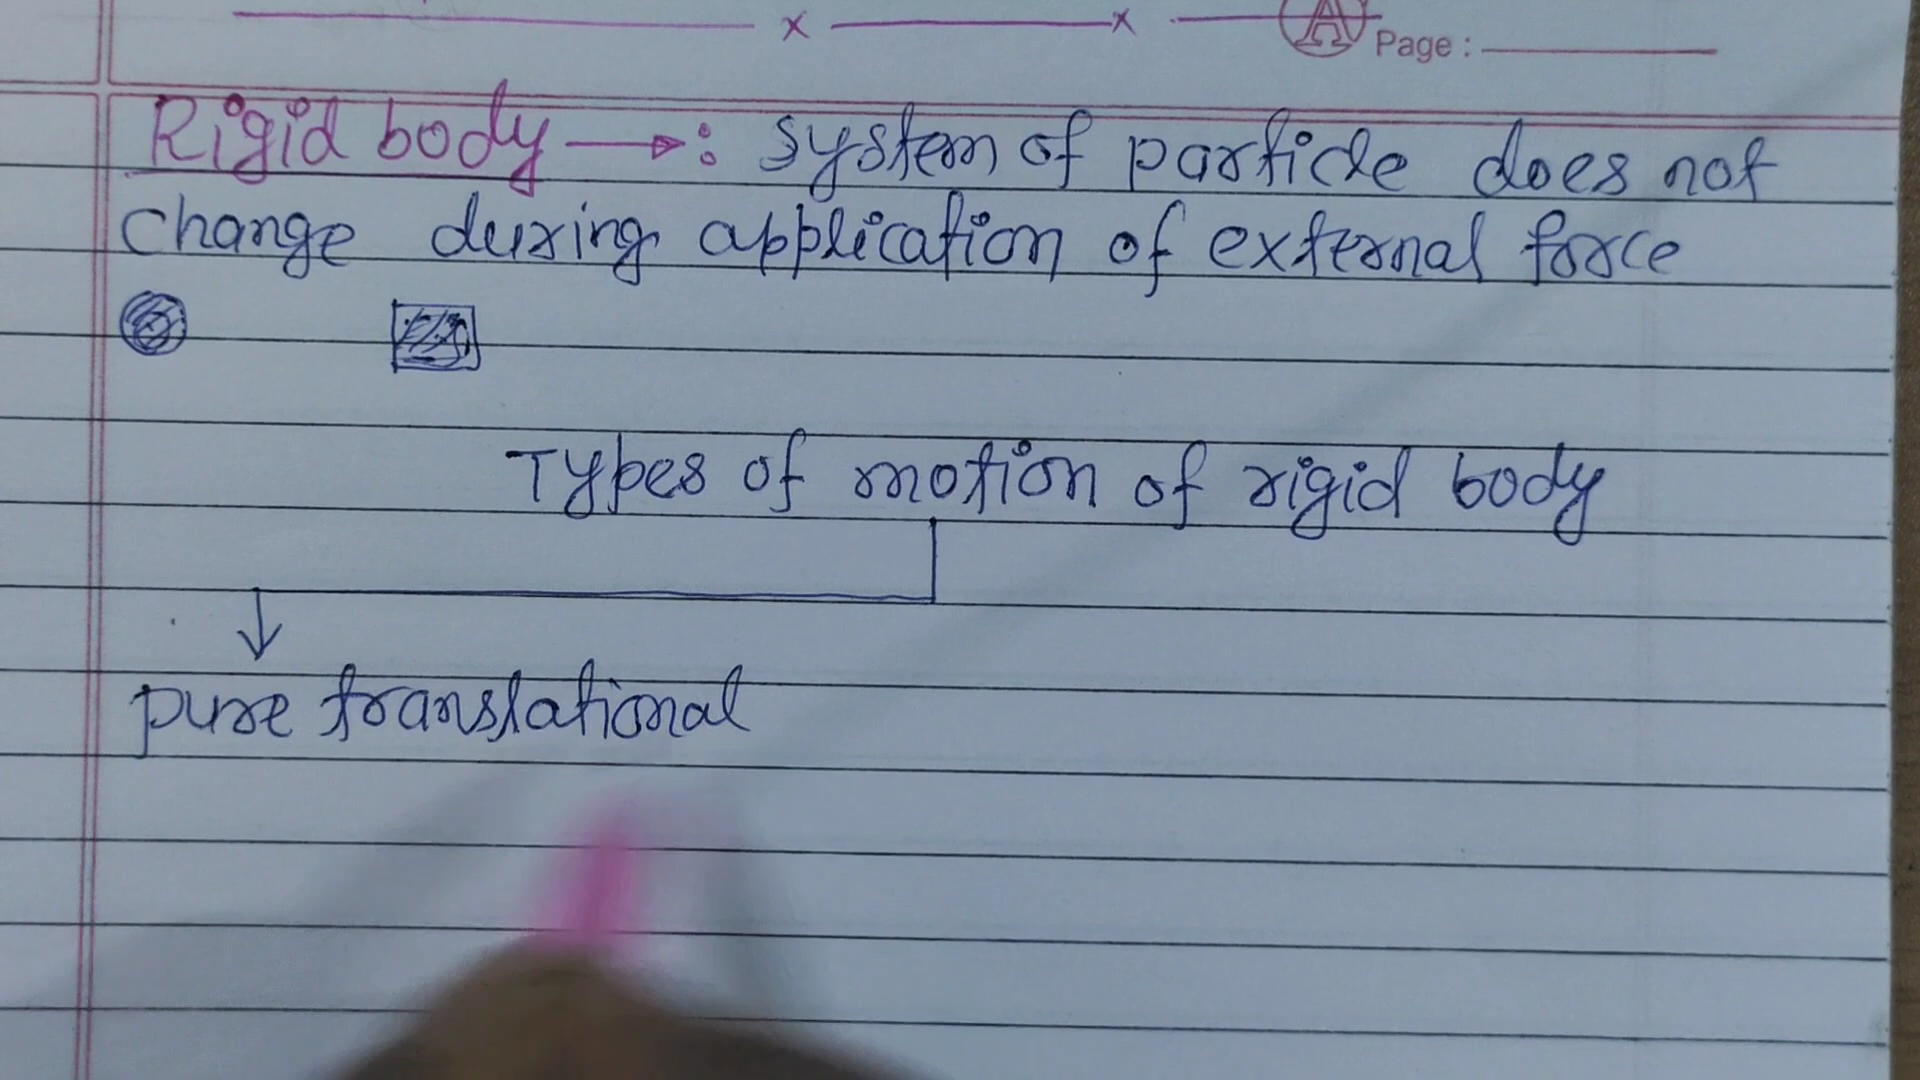 Page :
Rigid body → : system of particle does not
change during application of external force
Types of motion of rigid body
pure translational